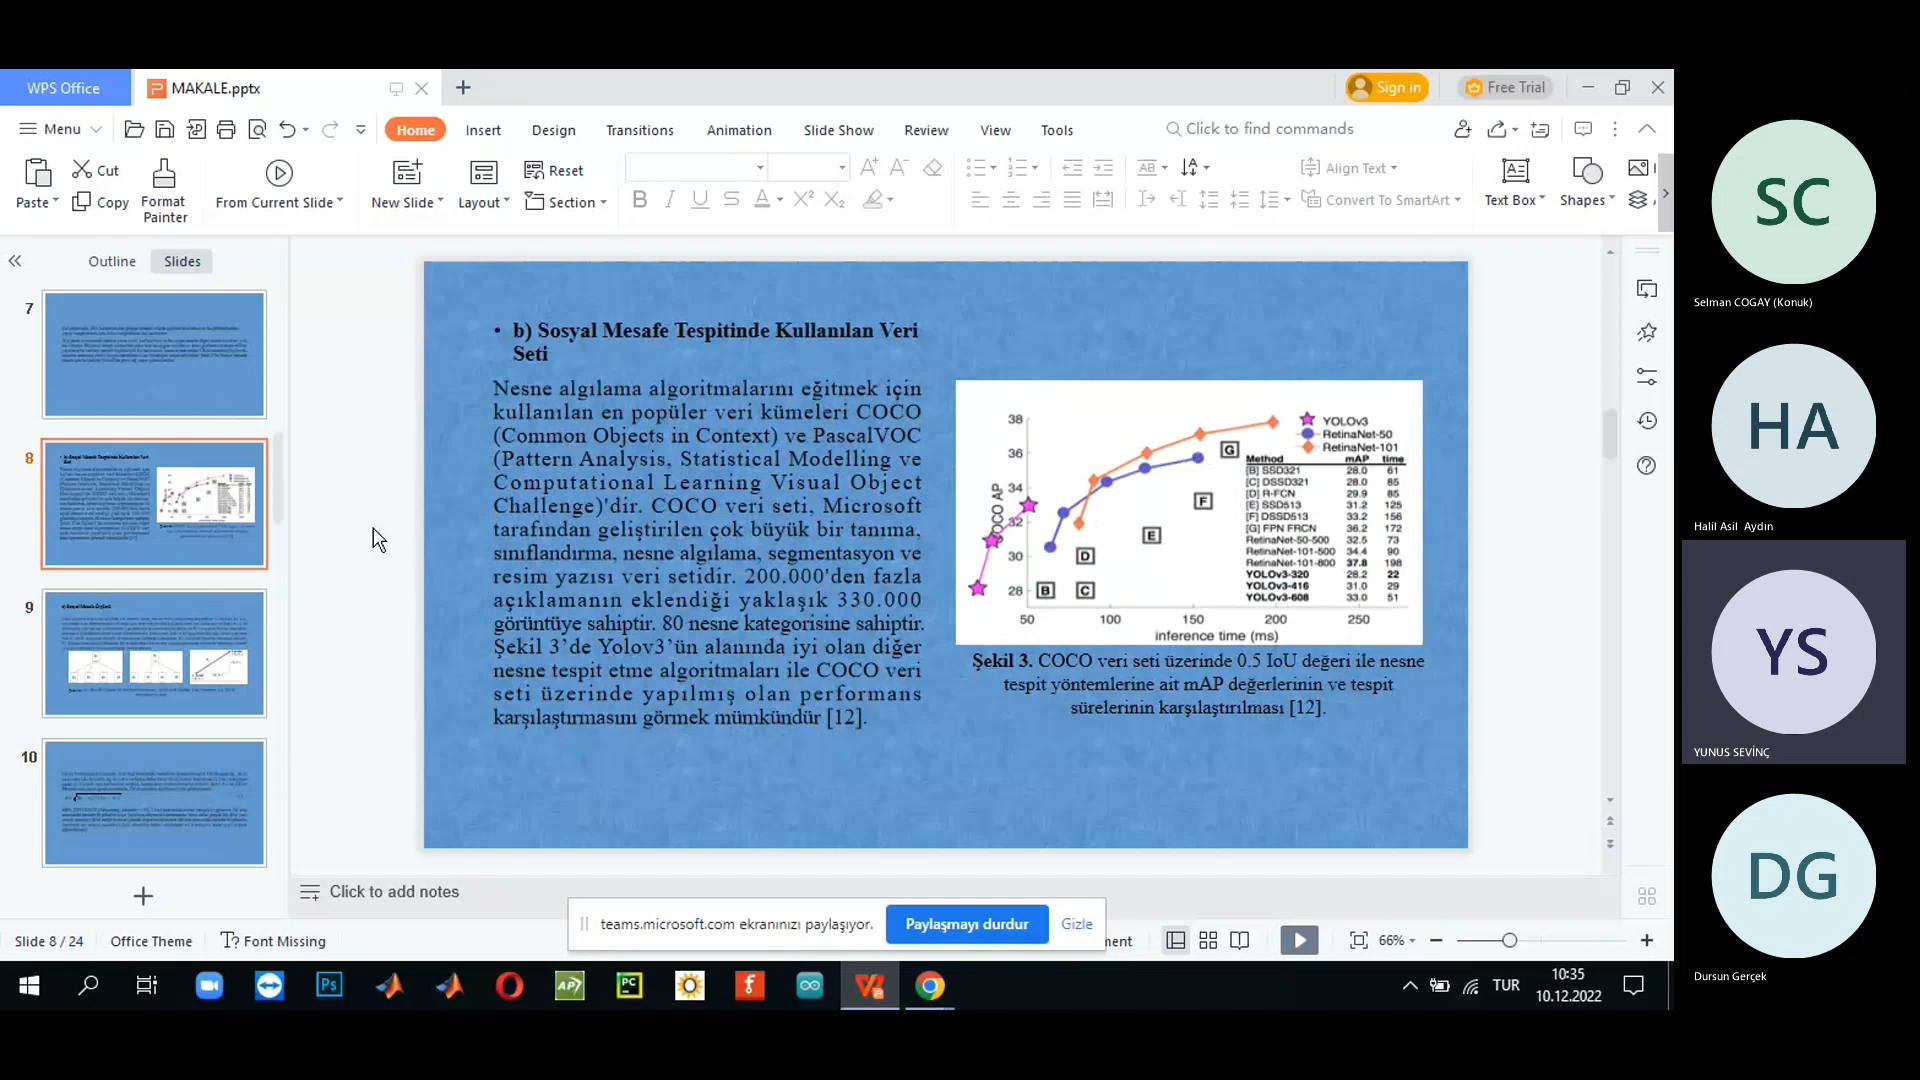 WPS Office
MAKALE.pptx
Sign in
Free Trial
Menu
Home
Insert
Design
Transitions
Animation
Slide Show
Review
View
Tools
Click to find commands
Paste
Cut
Copy
Format
Painter
From Current Slide
New Slide
Layout
Reset
Section
Align Text
Convert To SmartArt
Text Box
Shapes
Outline
Slides
7
8
9
10
• b) Sosyal Mesafe Tespitinde Kullanılan Veri
Seti
Nesne algılama algoritmalarını eğitmek için
kullanılan en popüler veri kümeleri COCO
(Common Objects in Context) ve PascalVOC
(Pattern Analysis, Statistical Modelling ve
Computational Learning Visual Object
Challenge)'dir. COCO veri seti, Microsoft
tarafından geliştirilen çok büyük bir tanıma,
sınıflandırma, nesne algılama, segmentasyon ve
resim yazısı veri setidir. 200.000'den fazla
açıklamanın eklendiği yaklaşık 330.000
görüntüye sahiptir. 80 nesne kategorisine sahiptir.
Şekil 3’de Yolov3’ün alanında iyi olan diğer
nesne tespit etme algoritmaları ile COCO veri
seti üzerinde yapılmış olan performans
karşılaştırmasını görmek mümkündür [12].
COCO AP
38
36
34
32
30
28
50
100
150
200
250
inference time (ms)
B
C
D
E
F
G
YOLOv3
RetinaNet-50
RetinaNet-101
Method mAP time
[B] SSD321 28.0 61
[C] DSSD321 28.0 85
[D] R-FCN 29.9 85
[E] SSD513 31.2 125
[F] DSSD513 33.2 156
[G] FPN FRCN 36.2 172
RetinaNet-50-500 32.5 73
RetinaNet-101-500 34.4 90
RetinaNet-101-800 37.8 198
YOLOv3-320 28.2 22
YOLOv3-416 31.0 29
YOLOv3-608 33.0 51
Şekil 3. COCO veri seti üzerinde 0.5 IoU değeri ile nesne
tespit yöntemlerine ait mAP değerlerinin ve tespit
sürelerinin karşılaştırılması [12].
Click to add notes
teams.microsoft.com ekranınızı paylaşıyor.
Paylaşmayı durdur
Gizle
Slide 8 / 24
Office Theme
Font Missing
66%
TUR
10:35
10.12.2022
SC
Selman COGAY (Konuk)
HA
Halil Asil Aydın
YS
YUNUS SEVİNÇ
DG
Dursun Gerçek